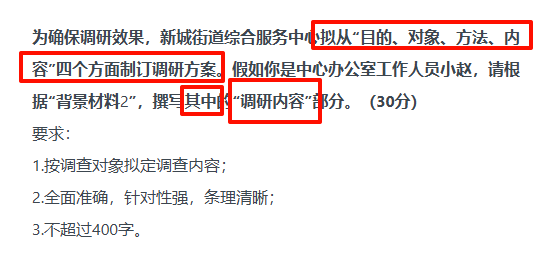 为确保调研效果，新城街道综合服务中心拟从“目的、对象、方法、内
容”四个方面制订调研方案。假如你是中心办公室工作人员小赵，请根
据“背景材料2”，撰写其中的“调研内容”部分。（30分）
要求：
1.按调查对象拟定调查内容；
2.全面准确，针对性强，条理清晰；
3.不超过400字。